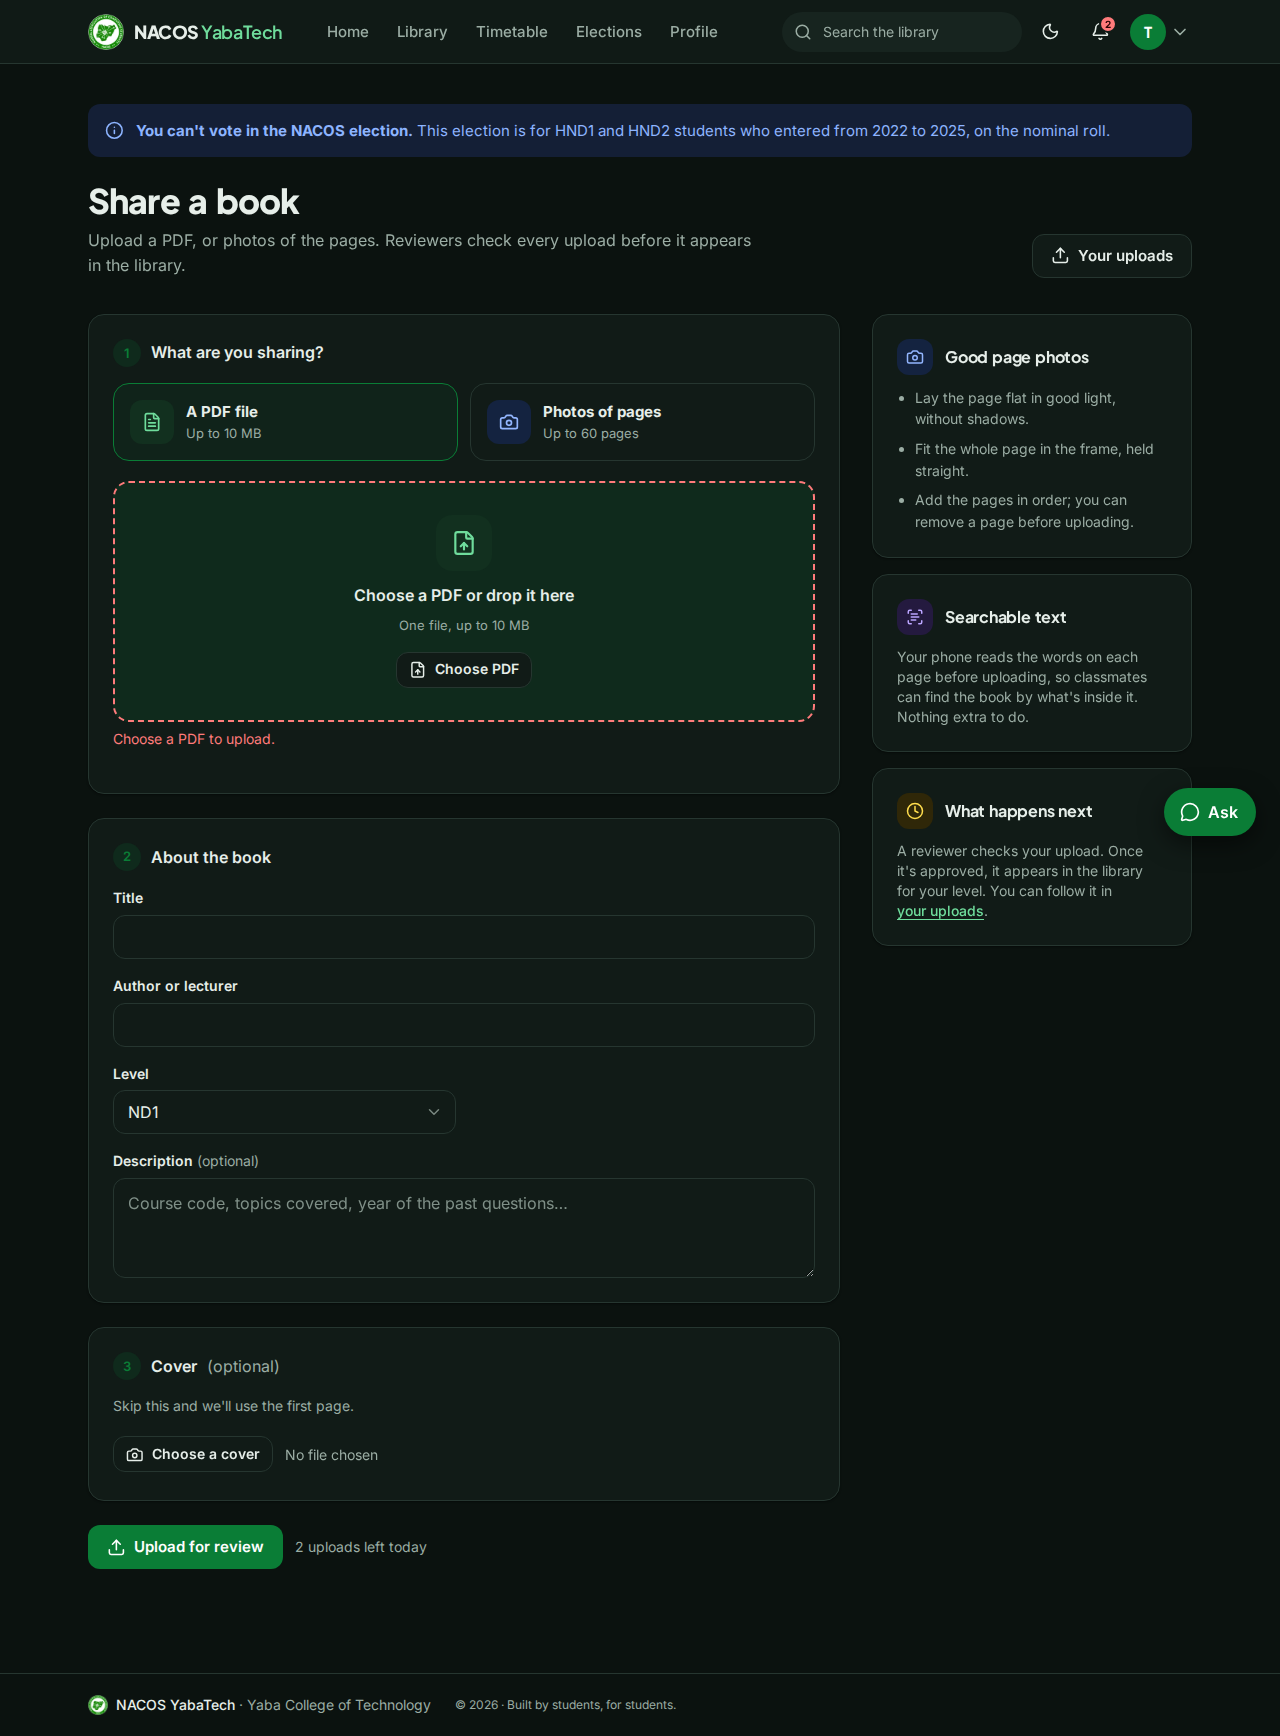 NACOS YabaTech
Home
Library
Timetable
Elections
Profile
Search the library
2
T
You can't vote in the NACOS election. This election is for HND1 and HND2 students who entered from 2022 to 2025, on the nominal roll.
Share a book
Upload a PDF, or photos of the pages. Reviewers check every upload before it appears
in the library.
Your uploads
1
What are you sharing?
A PDF file
Up to 10 MB
Photos of pages
Up to 60 pages
Choose a PDF or drop it here
One file, up to 10 MB
Choose PDF
Choose a PDF to upload.
2
About the book
Title
Author or lecturer
Level
ND1
Description (optional)
Course code, topics covered, year of the past questions...
3
Cover (optional)
Skip this and we'll use the first page.
Choose a cover
No file chosen
Upload for review
2 uploads left today
Good page photos
• Lay the page flat in good light,
without shadows.
• Fit the whole page in the frame, held
straight.
• Add the pages in order; you can
remove a page before uploading.
Searchable text
Your phone reads the words on each
page before uploading, so classmates
can find the book by what's inside it.
Nothing extra to do.
What happens next
A reviewer checks your upload. Once
it's approved, it appears in the library
for your level. You can follow it in
your uploads.
Ask
NACOS YabaTech · Yaba College of Technology
© 2026 · Built by students, for students.